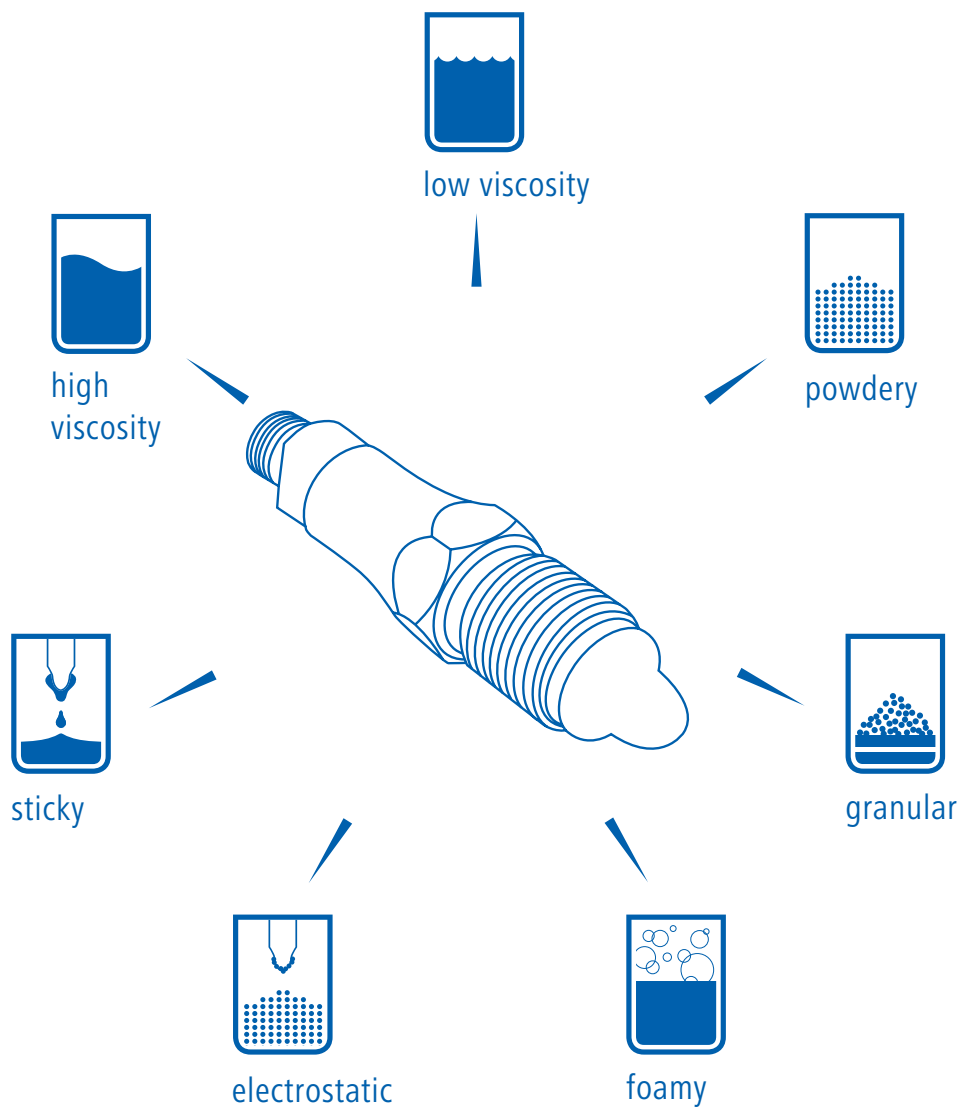 low viscosity
high
viscosity
powdery
sticky
granular
electrostatic
foamy